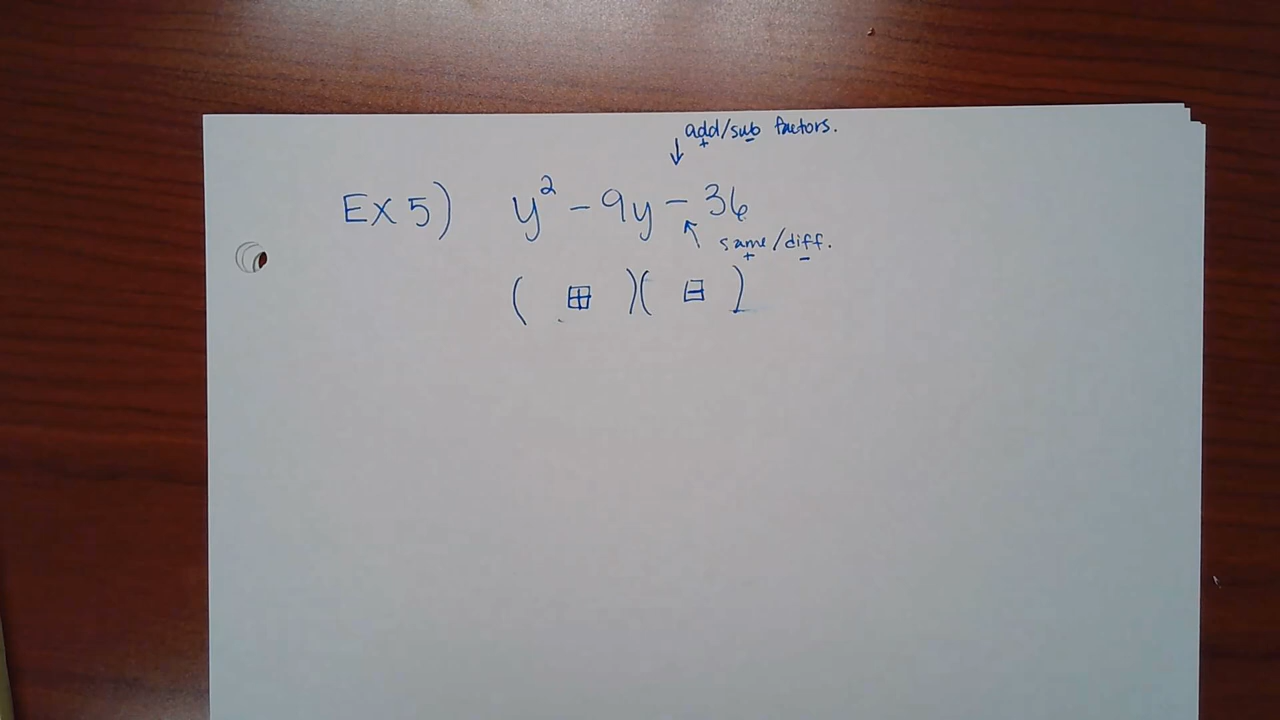 add/sub factors.
+ -
↓
EX 5) y² - 9y - 36
↖ same/diff.
+ -
( + )( - )